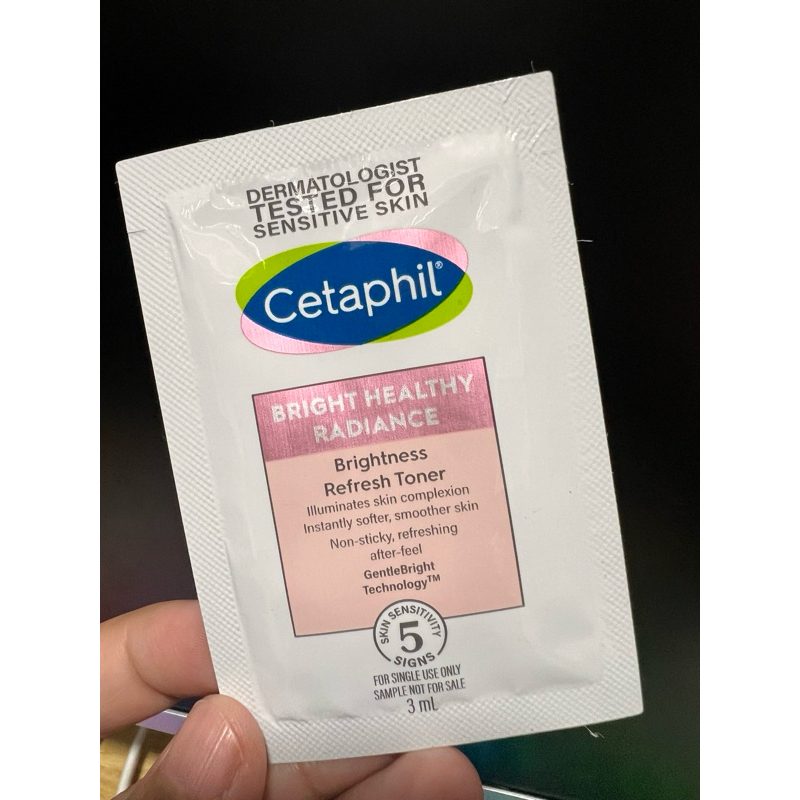 DERMATOLOGIST
TESTED FOR
SENSITIVE SKIN
Cetaphil®
BRIGHT HEALTHY
RADIANCE
Brightness
Refresh Toner
Illuminates skin complexion
Instantly softer, smoother skin
Non-sticky, refreshing
after-feel
GentleBright
Technology™
SKIN SENSITIVITY
5
SIGNS
FOR SINGLE USE ONLY
SAMPLE NOT FOR SALE
3 mL